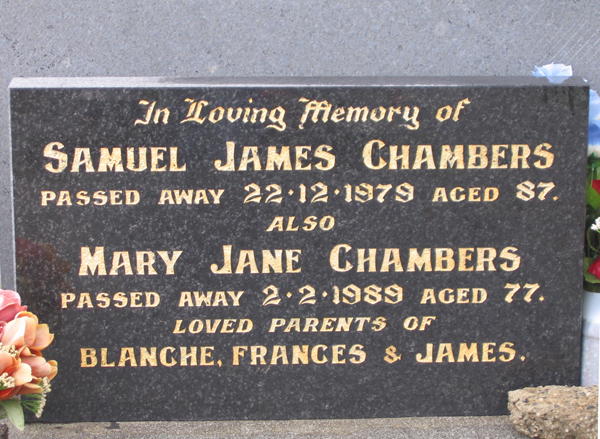 In Loving Memory of
SAMUEL JAMES CHAMBERS
PASSED AWAY 22·12·1979 AGED 87.
ALSO
MARY JANE CHAMBERS
PASSED AWAY 2·2·1989 AGED 77.
LOVED PARENTS OF
BLANCHE, FRANCES & JAMES.